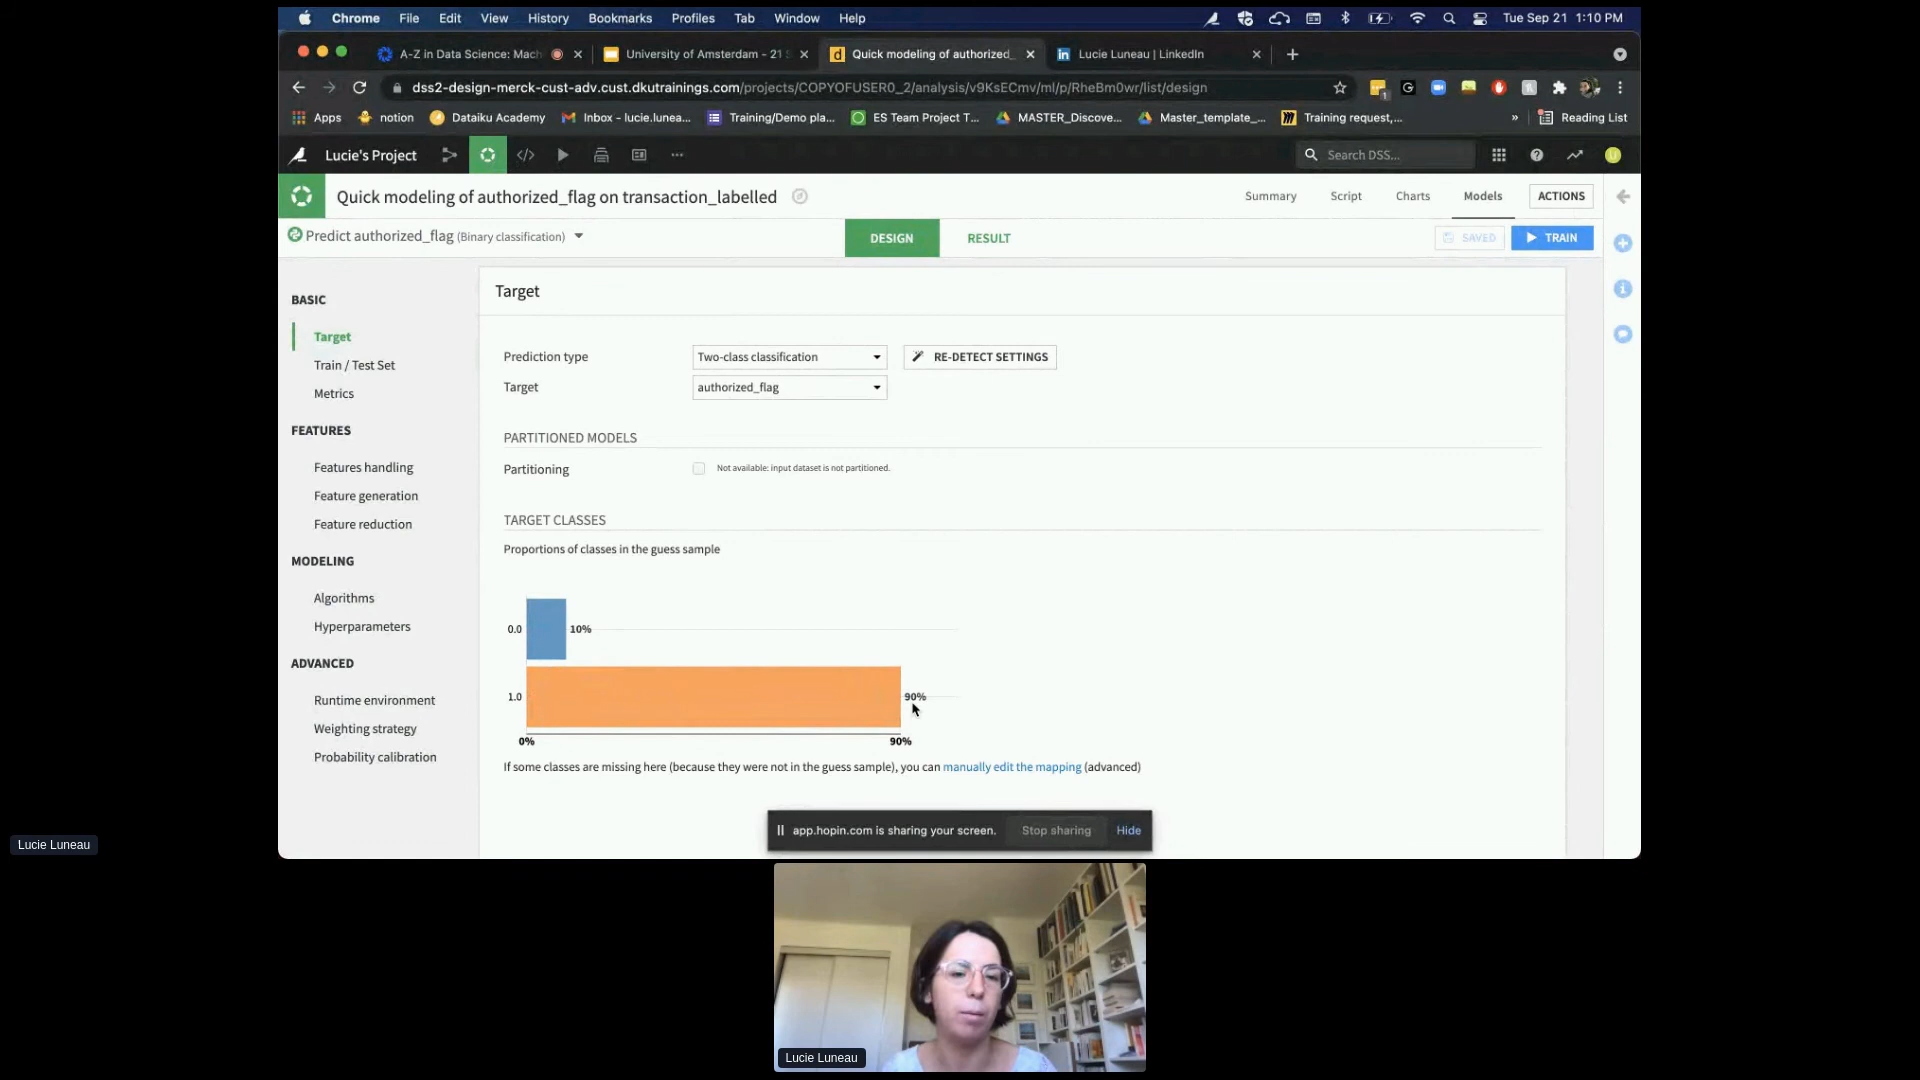 Chrome File Edit View History Bookmarks Profiles Tab Window Help Tue Sep 21 1:10 PM
A-Z in Data Science: Mach University of Amsterdam - 21 S Quick modeling of authorized_ Lucie Luneau | LinkedIn
dss2-design-merck-cust-adv.cust.dkutrainings.com/projects/COPYOFUSER0_2/analysis/v9KsECmv/ml/p/RheBm0wr/list/design
Apps notion Dataiku Academy Inbox - lucie.lunea... Training/Demo pla... ES Team Project T... MASTER_Discove... Master_template_... Training request,... » Reading List
Lucie's Project Search DSS...
Quick modeling of authorized_flag on transaction_labelled Summary Script Charts Models ACTIONS
Predict authorized_flag (Binary classification) DESIGN RESULT SAVED TRAIN
BASIC
Target
Train / Test Set
Metrics
FEATURES
Features handling
Feature generation
Feature reduction
MODELING
Algorithms
Hyperparameters
ADVANCED
Runtime environment
Weighting strategy
Probability calibration
Target
Prediction type Two-class classification RE-DETECT SETTINGS
Target authorized_flag
PARTITIONED MODELS
Partitioning Not available: input dataset is not partitioned.
TARGET CLASSES
Proportions of classes in the guess sample
0.0 10%
1.0 90%
0% 90%
If some classes are missing here (because they were not in the guess sample), you can manually edit the mapping (advanced)
app.hopin.com is sharing your screen. Stop sharing Hide
Lucie Luneau
Lucie Luneau